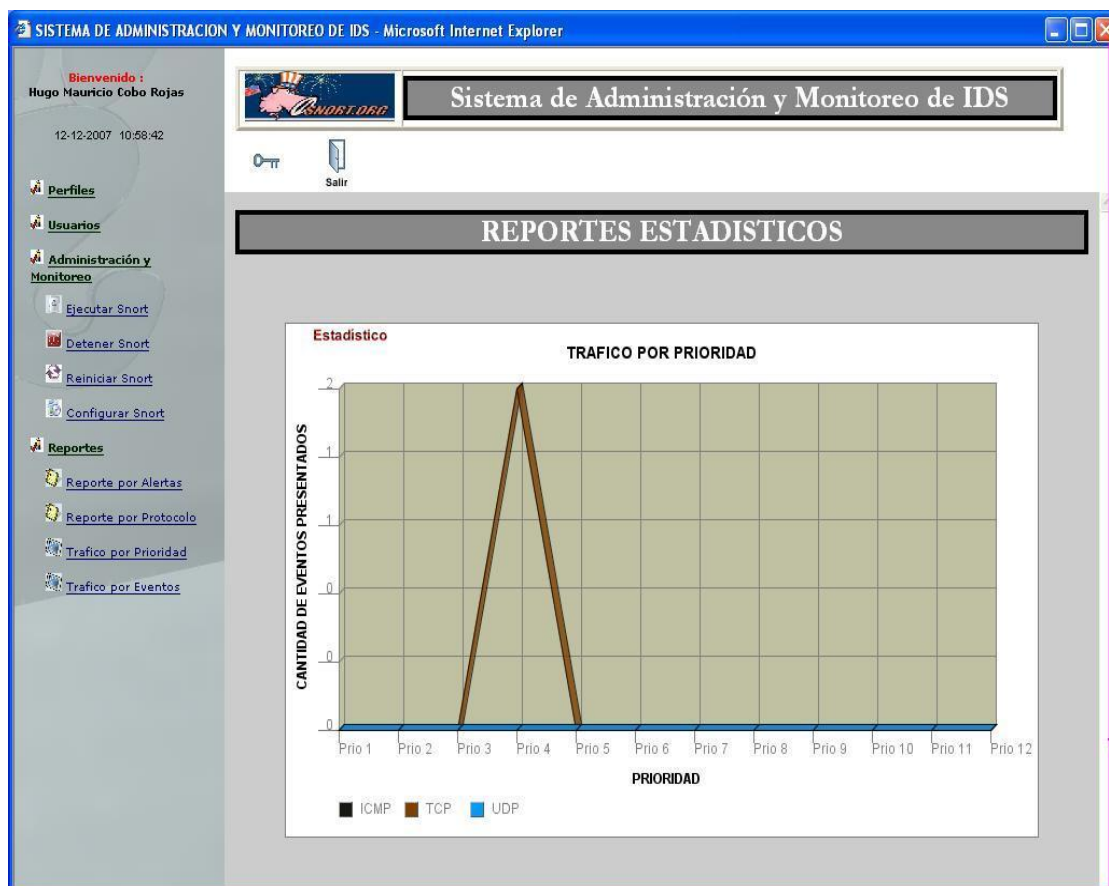 SISTEMA DE ADMINISTRACION Y MONITOREO DE IDS - Microsoft Internet Explorer
Bienvenido :
Hugo Mauricio Cobo Rojas
12-12-2007 10:58:42
Perfiles
Usuarios
Administración y
Monitoreo
Ejecutar Snort
Detener Snort
Reiniciar Snort
Configurar Snort
Reportes
Reporte por Alertas
Reporte por Protocolo
Trafico por Prioridad
Trafico por Eventos
SNORT.ORG
Sistema de Administración y Monitoreo de IDS
Salir
REPORTES ESTADISTICOS
Estadístico
TRAFICO POR PRIORIDAD
CANTIDAD DE EVENTOS PRESENTADOS
2
1
1
0
0
0
Prio 1 Prio 2 Prio 3 Prio 4 Prio 5 Prio 6 Prio 7 Prio 8 Prio 9 Prio 10 Prio 11 Prio 12
PRIORIDAD
ICMP TCP UDP